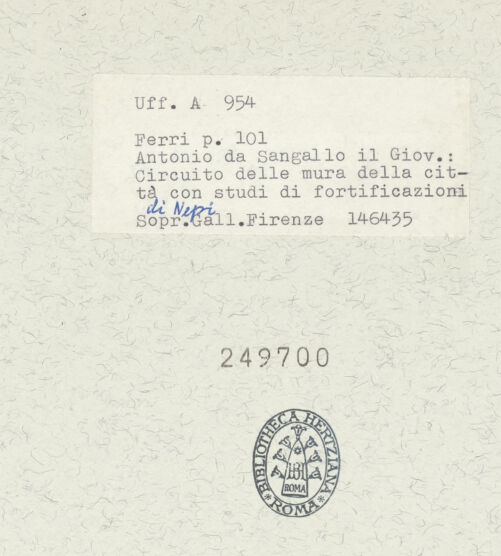 Uff. A 954
Ferri p. 101
Antonio da Sangallo il Giov.:
Circuito delle mura della cit-
tà con studi di fortificazioni
di Nepi
Sopr.Gall.Firenze 146435
249700
BIBLIOTHECA HERTZIANA
ROMA
ROMA